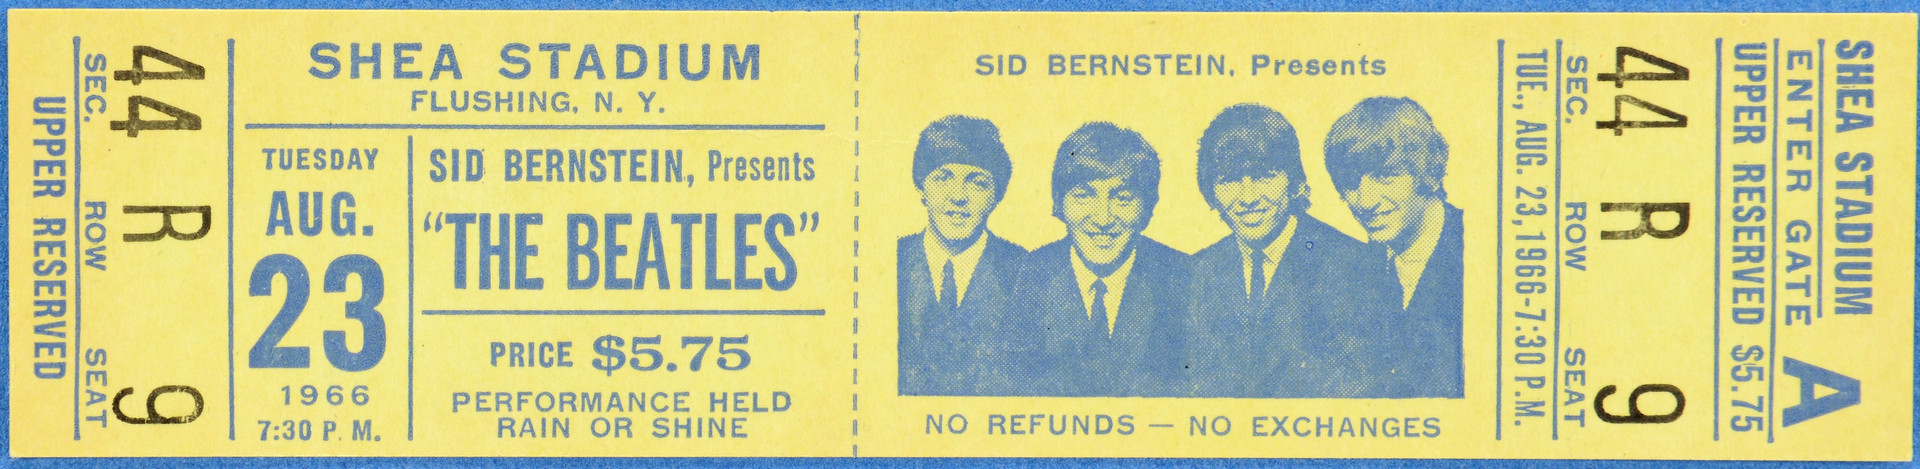 UPPER RESERVED
SEC. ROW SEAT
44 R 9
SHEA STADIUM
FLUSHING, N. Y.
TUESDAY
AUG.
23
1966
7:30 P. M.
SID BERNSTEIN, Presents
“THE BEATLES”
PRICE $5.75
PERFORMANCE HELD
RAIN OR SHINE
SID BERNSTEIN. Presents
NO REFUNDS — NO EXCHANGES
SHEA STADIUM
ENTER GATE A
UPPER RESERVED $5.75
44 R 9
SEC. ROW SEAT
TUE., AUG. 23, 1966-7:30 P.M.